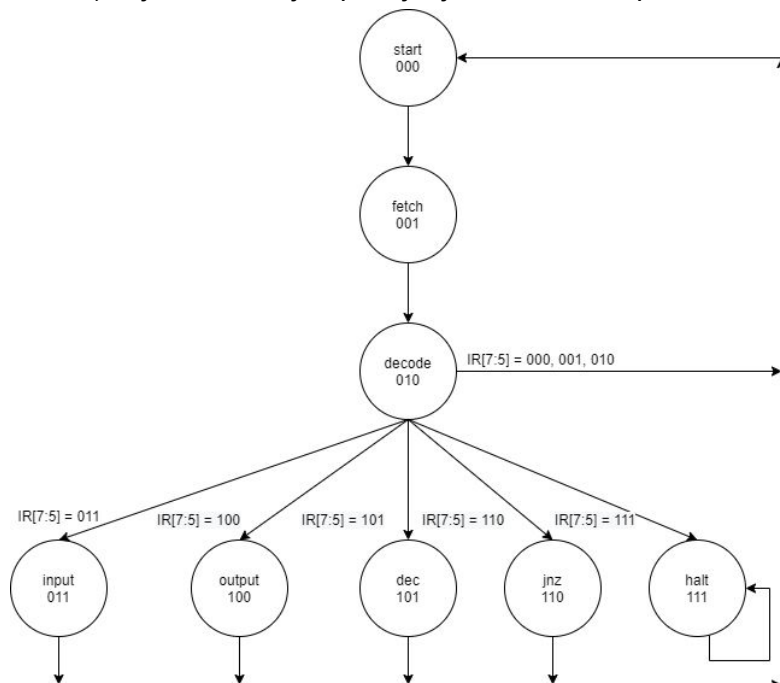 start
000
fetch
001
decode
010
IR[7:5] = 000, 001, 010
IR[7:5] = 011
IR[7:5] = 100
IR[7:5] = 101
IR[7:5] = 110
IR[7:5] = 111
input
011
output
100
dec
101
jnz
110
halt
111